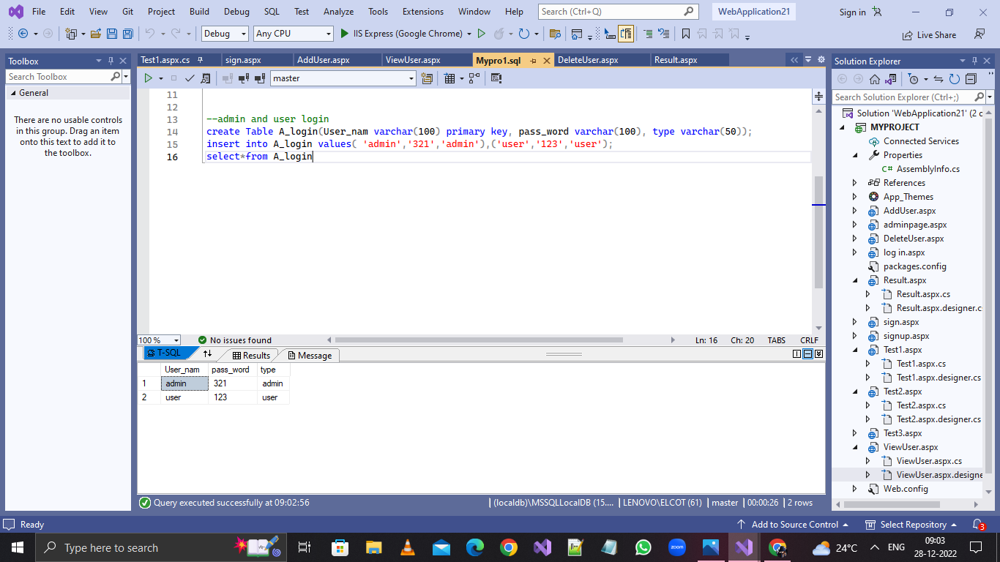 File Edit View Git Project Build Debug SQL Test Analyze Tools Extensions Window Help Search (Ctrl+Q) WebApplication21 Sign in
Debug Any CPU IIS Express (Google Chrome) Live Share
Toolbox
Search Toolbox
General
There are no usable controls
in this group. Drag an item
onto this text to add it to
the toolbox.
Test1.aspx.cs sign.aspx AddUser.aspx ViewUser.aspx Mypro1.sql DeleteUser.aspx Result.aspx
master
11
12
13 --admin and user login
14 create Table A_login(User_nam varchar(100) primary key, pass_word varchar(100), type varchar(50));
15 insert into A_login values( 'admin','321','admin'),('user','123','user');
16 select*from A_login
100 % No issues found Ln: 16 Ch: 20 TABS CRLF
T-SQL Results Message
User_nam pass_word type
1 admin 321 admin
2 user 123 user
Query executed successfully at 09:02:56 (localdb)\MSSQLLocalDB (15.... LENOVO\ELCOT (61) master 00:00:26 2 rows
Solution Explorer
Search Solution Explorer (Ctrl+;)
Solution 'WebApplication21' (2 c
MYPROJECT
Connected Services
Properties
C# AssemblyInfo.cs
References
App_Themes
AddUser.aspx
adminpage.aspx
DeleteUser.aspx
log in.aspx
packages.config
Result.aspx
Result.aspx.cs
Result.aspx.designer.c
sign.aspx
signup.aspx
Test1.aspx
Test1.aspx.cs
Test1.aspx.designer.cs
Test2.aspx
Test2.aspx.cs
Test2.aspx.designer.cs
Test3.aspx
ViewUser.aspx
ViewUser.aspx.cs
ViewUser.aspx.designe
Web.config
Ready Add to Source Control Select Repository 3
Type here to search zoom 24°C ENG 09:03
28-12-2022